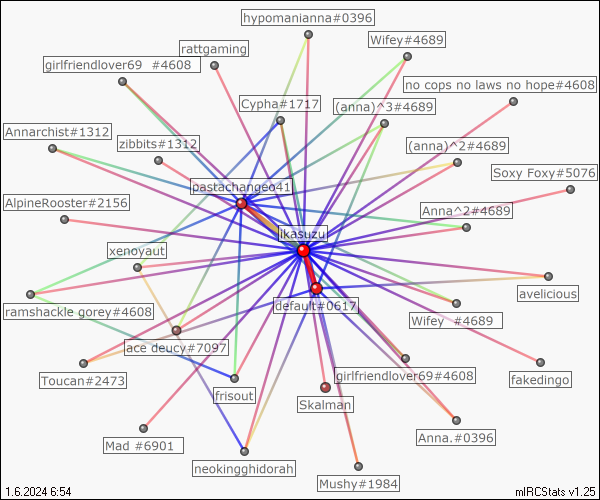 hypomanianna#0396
Wifey#4689
rattgaming
girlfriendlover69 #4608
no cops no laws no hope#4608
Cypha#1717
(anna)^3#4689
Annarchist#1312
zibbits#1312
(anna)^2#4689
Soxy Foxy#5076
pastachangeo41
AlpineRooster#2156
Anna^2#4689
ikasuzu
xenoyaut
avelicious
ramshackle gorey#4608
default#0617
Wifey #4689
ace deucy#7097
Toucan#2473
girlfriendlover69#4608
fakedingo
frisout
Skalman
Mad #6901
Anna.#0396
neokingghidorah
Mushy#1984
1.6.2024 6:54
mIRCStats v1.25